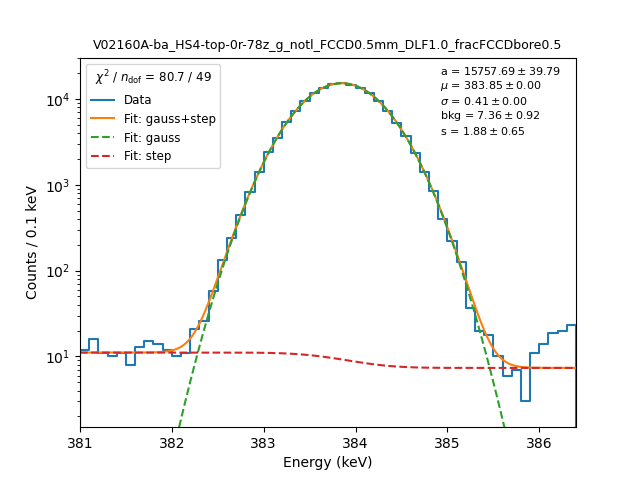 V02160A-ba_HS4-top-0r-78z_g_notl_FCCD0.5mm_DLF1.0_fracFCCDbore0.5
χ² / n_dof = 80.7 / 49
Data
Fit: gauss+step
Fit: gauss
Fit: step
a = 15757.69 ± 39.79
μ = 383.85 ± 0.00
σ = 0.41 ± 0.00
bkg = 7.36 ± 0.92
s = 1.88 ± 0.65
Counts / 0.1 keV
10⁴
10³
10²
10¹
381 382 383 384 385 386
Energy (keV)